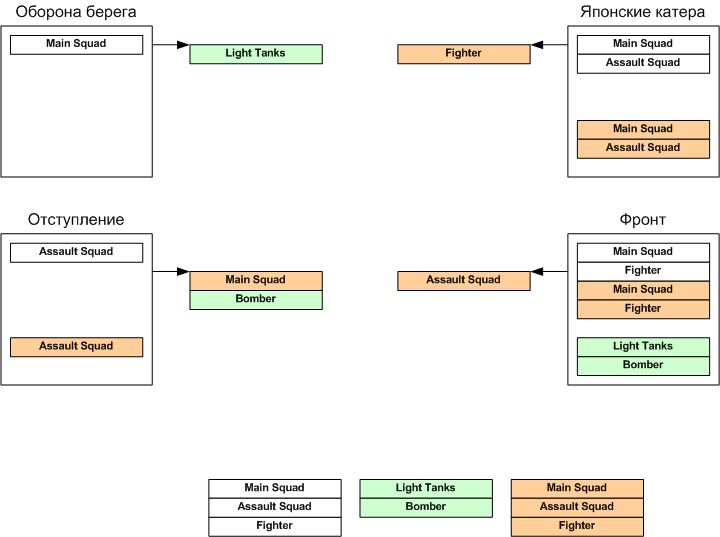 Оборона берега
Main Squad
Light Tanks
Японские катера
Fighter
Main Squad
Assault Squad
Main Squad
Assault Squad
Отступление
Assault Squad
Assault Squad
Main Squad
Bomber
Фронт
Assault Squad
Main Squad
Fighter
Main Squad
Fighter
Light Tanks
Bomber
Main Squad
Assault Squad
Fighter
Light Tanks
Bomber
Main Squad
Assault Squad
Fighter